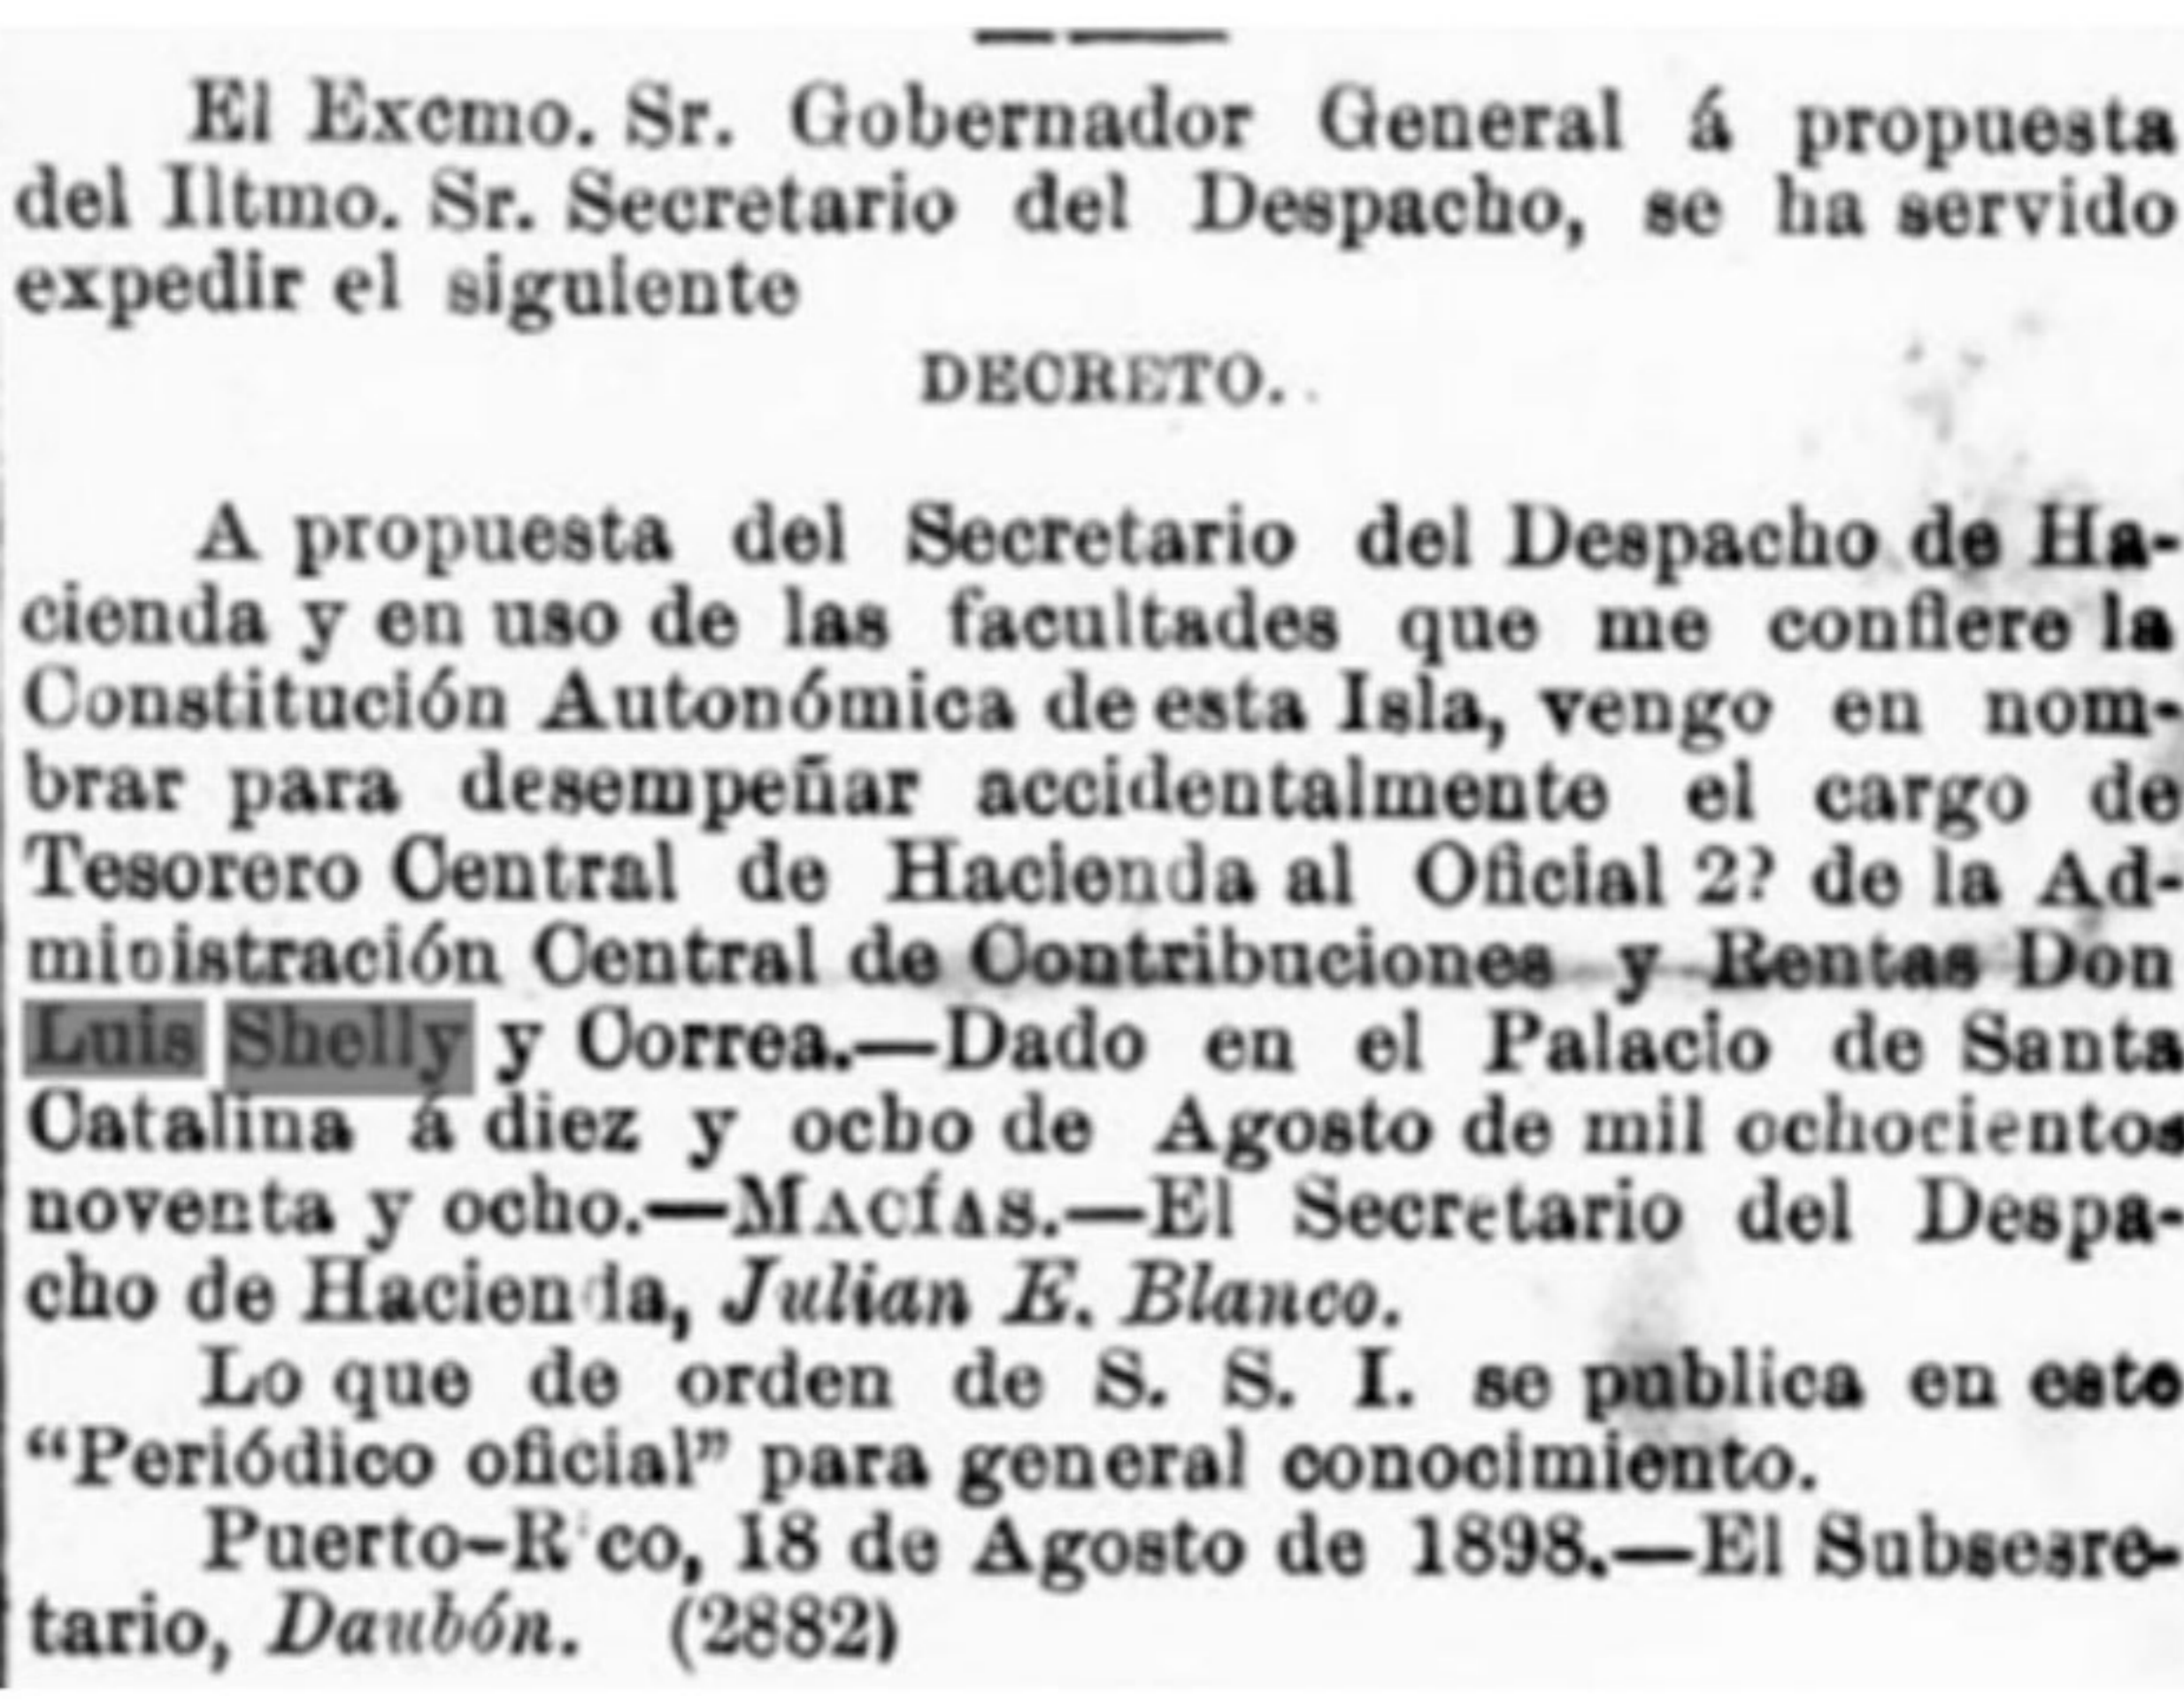 El Excmo. Sr. Gobernador General á propuesta
del Iltmo. Sr. Secretario del Despacho, se ha servido
expedir el siguiente
DECRETO.
A propuesta del Secretario del Despacho de Ha-
cienda y en uso de las facultades que me confiere la
Constitución Autonómica de esta Isla, vengo en nom-
brar para desempeñar accidentalmente el cargo de
Tesorero Central de Hacienda al Oficial 2? de la Ad-
ministración Central de Contribuciones y Rentas Don
Luis Shelly y Correa.—Dado en el Palacio de Santa
Catalina á diez y ocho de Agosto de mil ochocientos
noventa y ocho.—MACÍAS.—El Secretario del Despa-
cho de Hacienda, Julian E. Blanco.
Lo que de orden de S. S. I. se publica en este
“Periódico oficial” para general conocimiento.
Puerto-Rico, 18 de Agosto de 1898.—El Subsesre-
tario, Daubón. (2882)